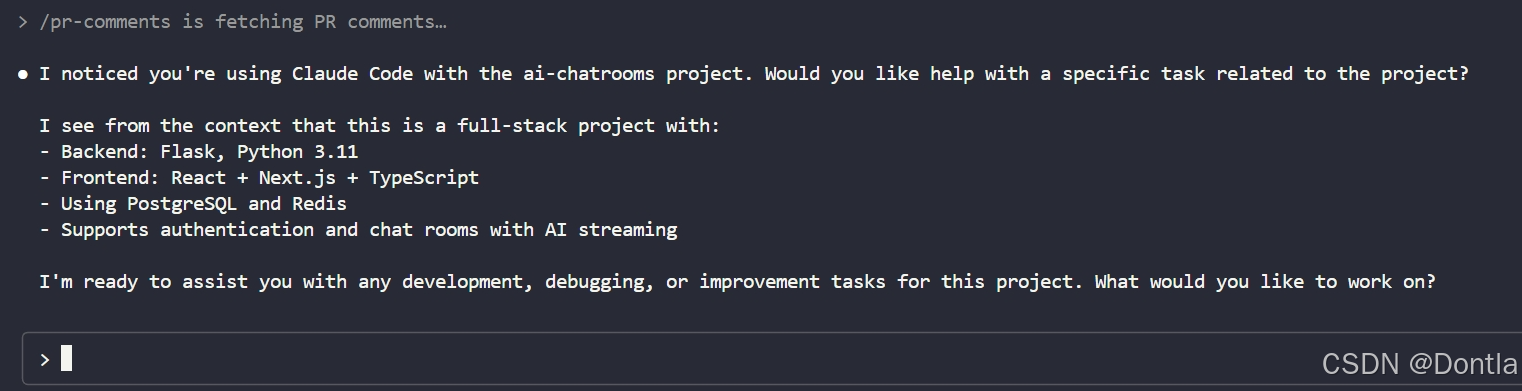 > /pr-comments is fetching PR comments…
● I noticed you're using Claude Code with the ai-chatrooms project. Would you like help with a specific task related to the project?
I see from the context that this is a full-stack project with:
- Backend: Flask, Python 3.11
- Frontend: React + Next.js + TypeScript
- Using PostgreSQL and Redis
- Supports authentication and chat rooms with AI streaming
I'm ready to assist you with any development, debugging, or improvement tasks for this project. What would you like to work on?
>
CSDN @Dontla